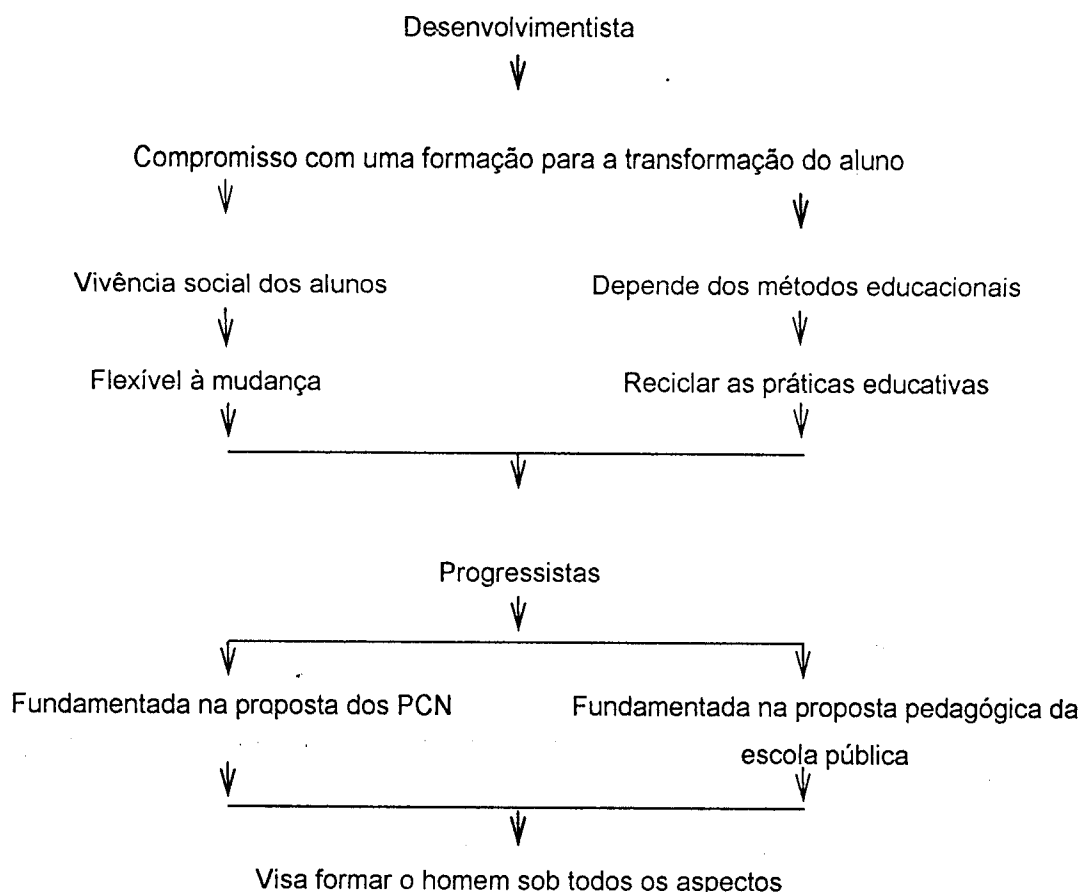 Desenvolvimentista
Compromisso com uma formação para a transformação do aluno
Vivência social dos alunos
Depende dos métodos educacionais
Flexível à mudança
Reciclar as práticas educativas
Progressistas
Fundamentada na proposta dos PCN
Fundamentada na proposta pedagógica da
escola pública
Visa formar o homem sob todos os aspectos